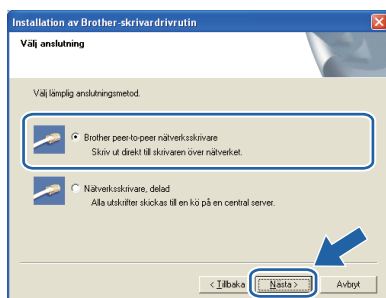 Installation av Brother-skrivardrivrutin
Välj anslutning
Välj lämplig anslutningsmetod.
Brother peer-to-peer nätverksskrivare
Skriv ut direkt till skrivaren över nätverket.
Nätverksskrivare, delad
Alla utskrifter skickas till en kö på en central server.
< Tillbaka Nästa > Avbryt